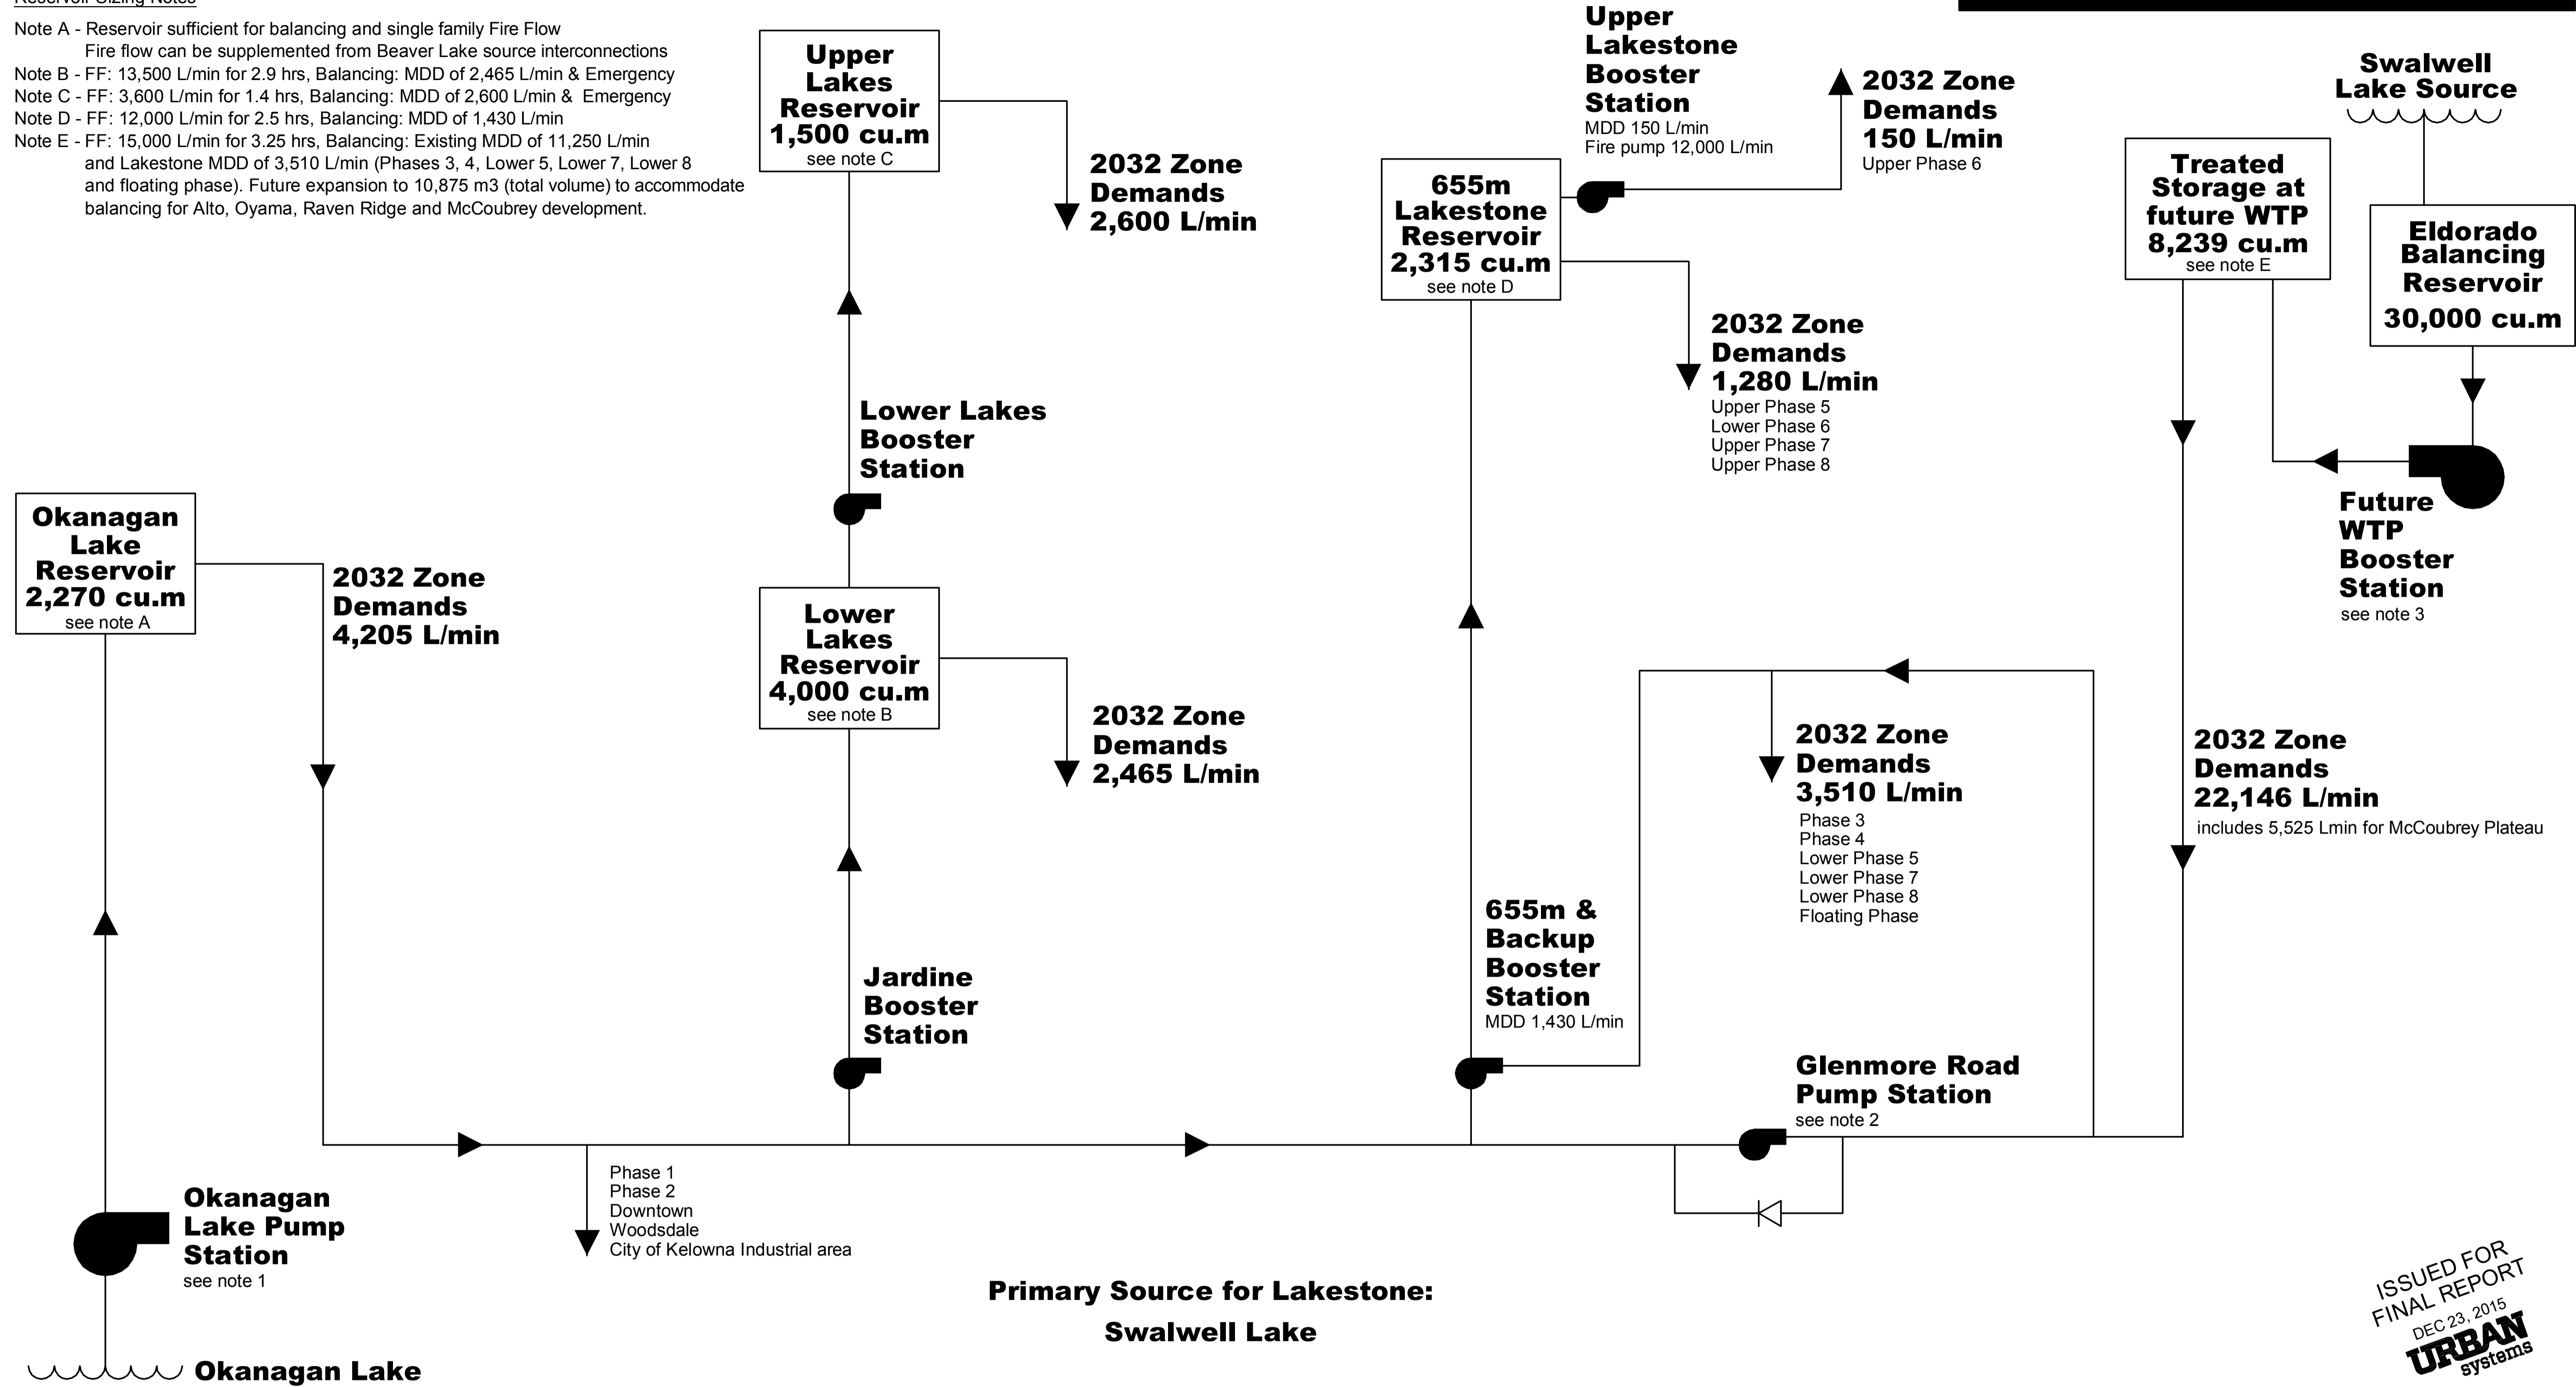 Reservoir Sizing Notes
Note A - Reservoir sufficient for balancing and single family Fire Flow
Fire flow can be supplemented from Beaver Lake source interconnections
Note B - FF: 13,500 L/min for 2.9 hrs, Balancing: MDD of 2,465 L/min & Emergency
Note C - FF: 3,600 L/min for 1.4 hrs, Balancing: MDD of 2,600 L/min & Emergency
Note D - FF: 12,000 L/min for 2.5 hrs, Balancing: MDD of 1,430 L/min
Note E - FF: 15,000 L/min for 3.25 hrs, Balancing: Existing MDD of 11,250 L/min
and Lakestone MDD of 3,510 L/min (Phases 3, 4, Lower 5, Lower 7, Lower 8
and floating phase). Future expansion to 10,875 m3 (total volume) to accommodate
balancing for Alto, Oyama, Raven Ridge and McCoubrey development.
Upper
Lakes
Reservoir
1,500 cu.m
see note C
2032 Zone
Demands
2,600 L/min
Upper
Lakestone
Booster
Station
MDD 150 L/min
Fire pump 12,000 L/min
2032 Zone
Demands
150 L/min
Upper Phase 6
655m
Lakestone
Reservoir
2,315 cu.m
see note D
2032 Zone
Demands
1,280 L/min
Upper Phase 5
Lower Phase 6
Upper Phase 7
Upper Phase 8
Swalwell
Lake Source
Treated
Storage at
future WTP
8,239 cu.m
see note E
Eldorado
Balancing
Reservoir
30,000 cu.m
Future
WTP
Booster
Station
see note 3
Lower Lakes
Booster
Station
Okanagan
Lake
Reservoir
2,270 cu.m
see note A
2032 Zone
Demands
4,205 L/min
Lower
Lakes
Reservoir
4,000 cu.m
see note B
2032 Zone
Demands
2,465 L/min
2032 Zone
Demands
3,510 L/min
Phase 3
Phase 4
Lower Phase 5
Lower Phase 7
Lower Phase 8
Floating Phase
2032 Zone
Demands
22,146 L/min
includes 5,525 Lmin for McCoubrey Plateau
655m &
Backup
Booster
Station
MDD 1,430 L/min
Jardine
Booster
Station
Glenmore Road
Pump Station
see note 2
Phase 1
Phase 2
Downtown
Woodsdale
City of Kelowna Industrial area
Okanagan
Lake Pump
Station
see note 1
Okanagan Lake
Primary Source for Lakestone:
Swalwell Lake
ISSUED FOR
FINAL REPORT
DEC 23, 2015
URBAN
systems